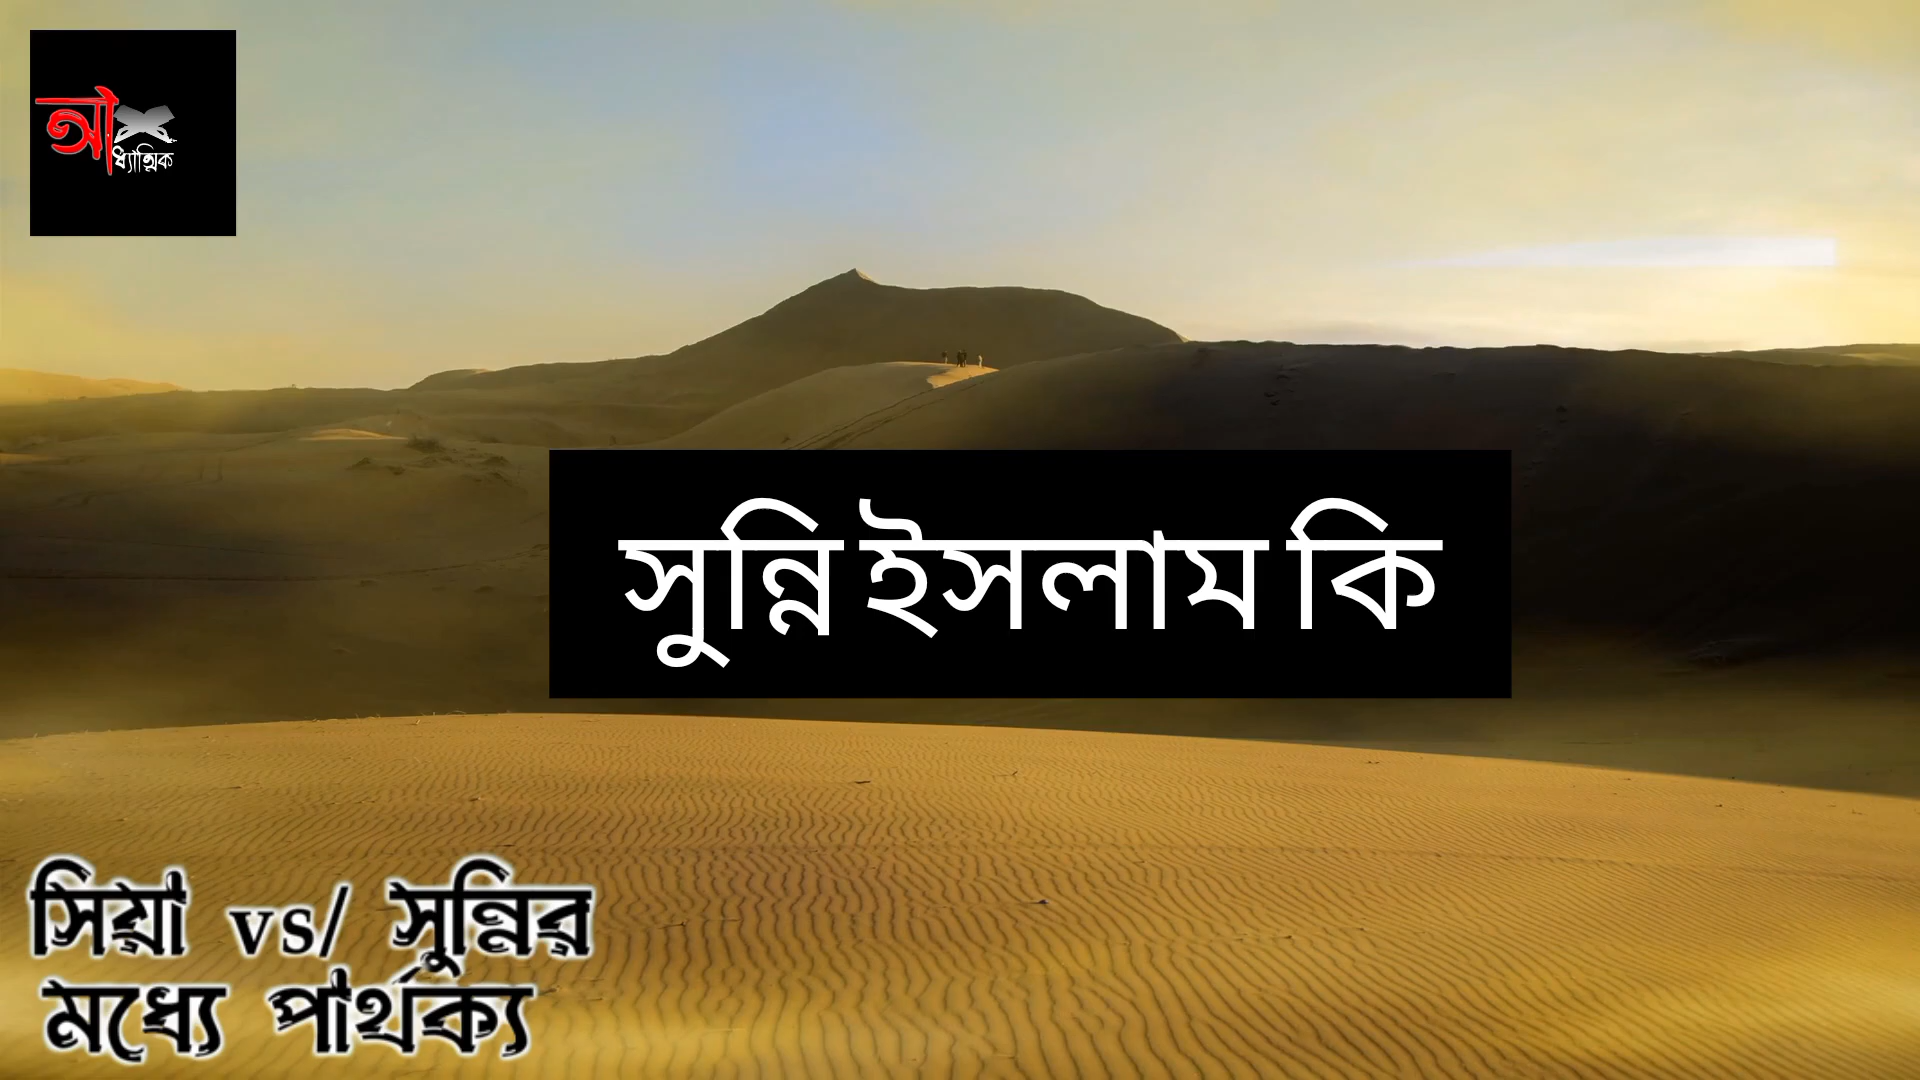 আধ্যাত্মিক
সুন্নি ইসলাম কি
সিয়া vs/ সুন্নির
মধ্যে পার্থক্য